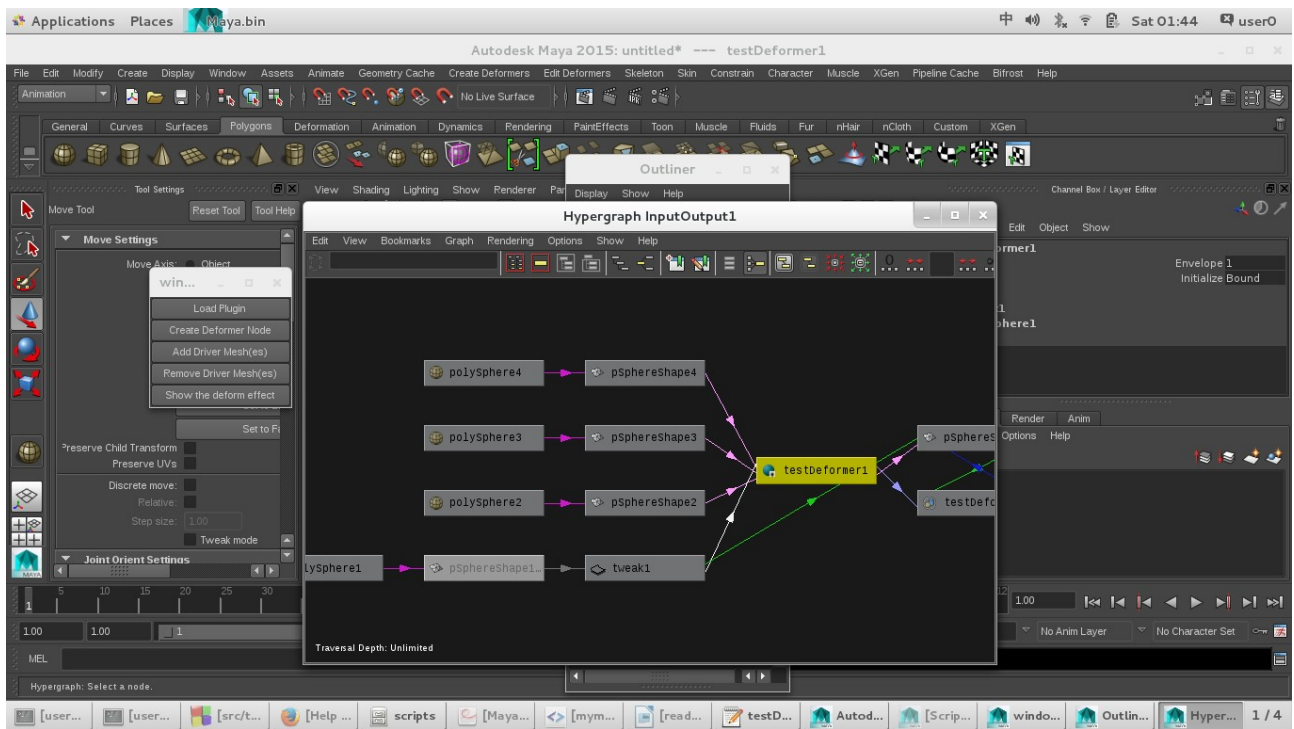 Applications Places Maya.bin 中 Sat 01:44 user0
Autodesk Maya 2015: untitled* --- testDeformer1
File Edit Modify Create Display Window Assets Animate Geometry Cache Create Deformers Edit Deformers Skeleton Skin Constrain Character Muscle XGen Pipeline Cache Bifrost Help
Animation No Live Surface
General Curves Surfaces Polygons Deformation Animation Dynamics Rendering PaintEffects Toon Muscle Fluids Fur nHair nCloth Custom XGen
Outliner
Display Show Help
Tool Settings
View Shading Lighting Show Renderer
Channel Box / Layer Editor
Move Tool Reset Tool Tool Help
Hypergraph InputOutput1
Edit Object Show
Move Settings
Edit View Bookmarks Graph Rendering Options Show Help
rmer1
Move Axis: Object
Envelope 1
Initialize Bound
win...
Load Plugin
Create Deformer Node
Add Driver Mesh(es)
Remove Driver Mesh(es)
Show the deform effect
phere1
polySphere4 pSphereShape4
Render Anim
Set to
Options Help
Preserve Child Transform
Preserve UVs
polySphere3 pSphereShape3 pSphereS
testDeformer1
Discrete move:
Relative:
polySphere2 pSphereShape2 testDefo
Step size: 1.00
Tweak mode
Joint Orient Settings
lySphere1 pSphereShape1... tweak1
MAYA
5 10 15 20 25 30
1 12 1.00
1.00 1.00 1 No Anim Layer No Character Set
Traversal Depth: Unlimited
MEL
Hypergraph: Select a node.
[user... [user... [src/t... [Help ... scripts [Maya... [mym... [read... testD... Autod... [Scrip... windo... Outlin... Hyper... 1 / 4